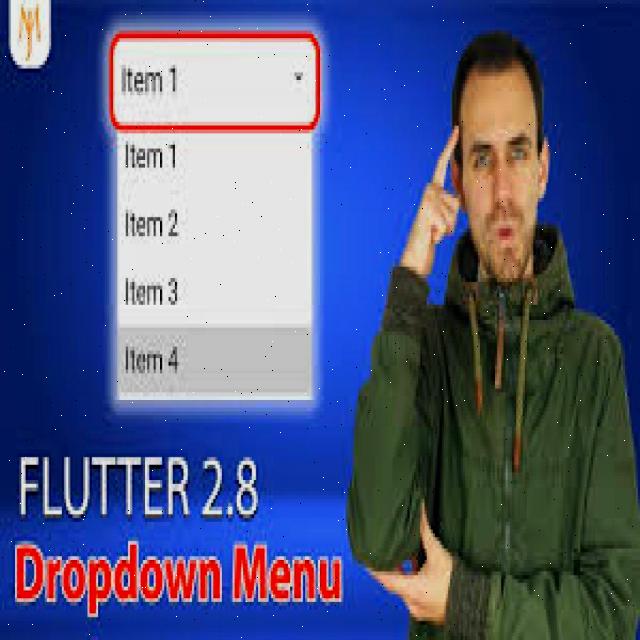 Item 1
Item 1
Item 2
Item 3
Item 4
FLUTTER 2.8
Dropdown Menu